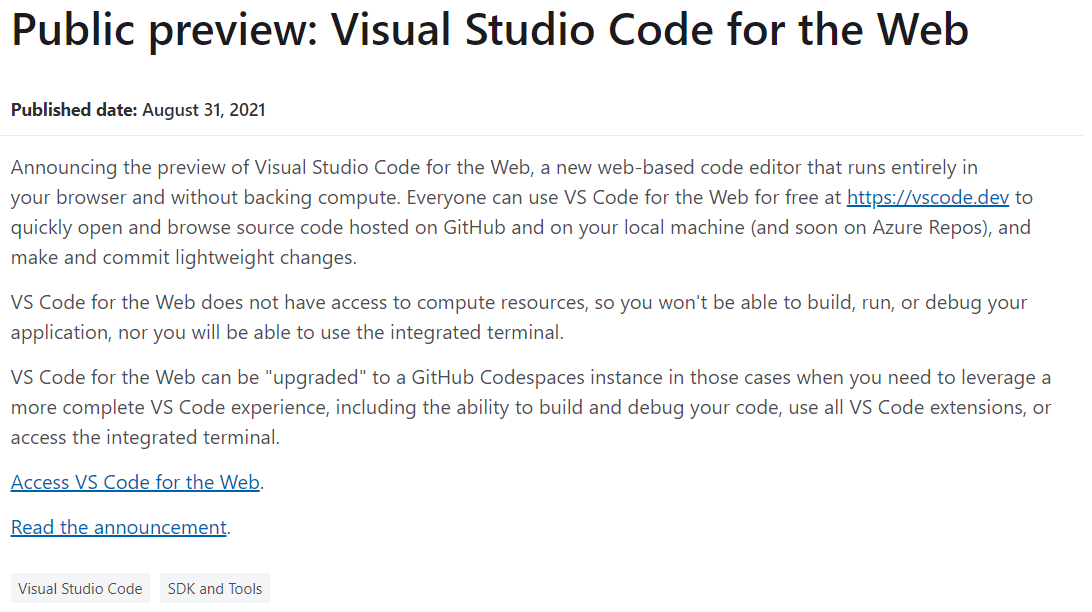 Public preview: Visual Studio Code for the Web
Published date: August 31, 2021
Announcing the preview of Visual Studio Code for the Web, a new web-based code editor that runs entirely in
your browser and without backing compute. Everyone can use VS Code for the Web for free at https://vscode.dev to
quickly open and browse source code hosted on GitHub and on your local machine (and soon on Azure Repos), and
make and commit lightweight changes.
VS Code for the Web does not have access to compute resources, so you won't be able to build, run, or debug your
application, nor you will be able to use the integrated terminal.
VS Code for the Web can be "upgraded" to a GitHub Codespaces instance in those cases when you need to leverage a
more complete VS Code experience, including the ability to build and debug your code, use all VS Code extensions, or
access the integrated terminal.
Access VS Code for the Web.
Read the announcement.
Visual Studio Code SDK and Tools